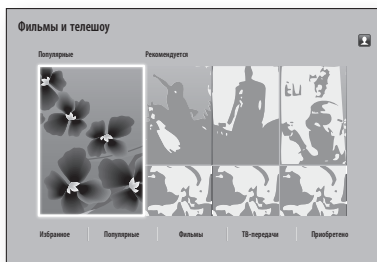 Фильмы и телешоу
Популярные Рекомендуется
Избранное Популярные Фильмы ТВ-передачи Приобретено